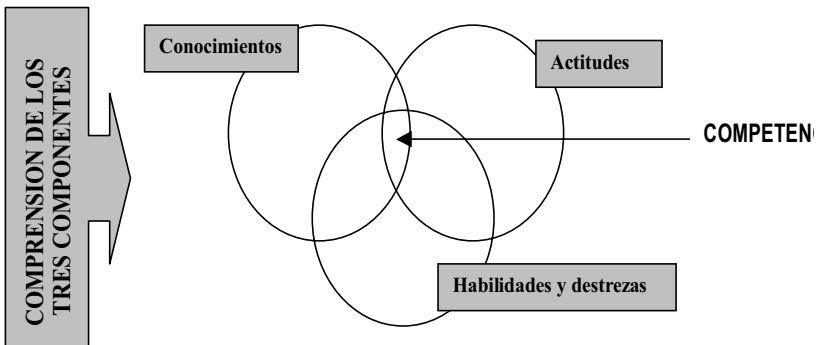 COMPRENSION DE LOS
TRES COMPONENTES
Conocimientos
Actitudes
COMPETENC
Habilidades y destrezas